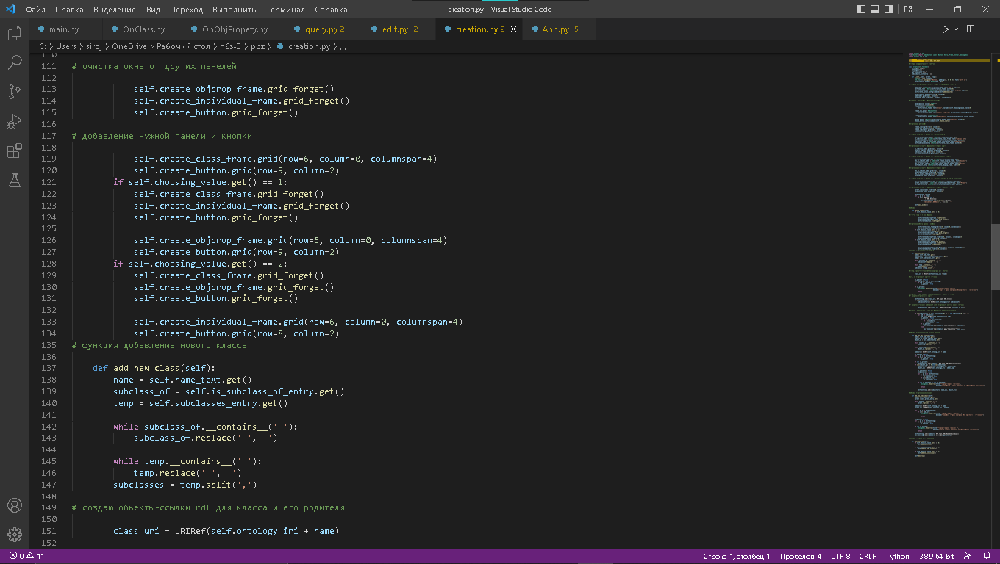 Файл Правка Выделение Вид Переход Выполнить Терминал Справка creation.py - Visual Studio Code
main.py OnClass.py OnObjPropety.py query.py 2 edit.py 2 creation.py 2 App.py 5
C: > Users > siroj > OneDrive > Рабочий стол > пбз-3 > pbz > creation.py > ...
110
111 # очистка окна от других панелей
112
113 self.create_objprop_frame.grid_forget()
114 self.create_individual_frame.grid_forget()
115 self.create_button.grid_forget()
116
117 # добавление нужной панели и кнопки
118
119 self.create_class_frame.grid(row=6, column=0, columnspan=4)
120 self.create_button.grid(row=9, column=2)
121 if self.choosing_value.get() == 1:
122 self.create_class_frame.grid_forget()
123 self.create_individual_frame.grid_forget()
124 self.create_button.grid_forget()
125
126 self.create_objprop_frame.grid(row=6, column=0, columnspan=4)
127 self.create_button.grid(row=9, column=2)
128 if self.choosing_value.get() == 2:
129 self.create_class_frame.grid_forget()
130 self.create_objprop_frame.grid_forget()
131 self.create_button.grid_forget()
132
133 self.create_individual_frame.grid(row=6, column=0, columnspan=4)
134 self.create_button.grid(row=8, column=2)
135 # функция добавление нового класса
136
137 def add_new_class(self):
138 name = self.name_text.get()
139 subclass_of = self.is_subclass_of_entry.get()
140 temp = self.subclasses_entry.get()
141
142 while subclass_of.__contains__(' '):
143 subclass_of.replace(' ', '')
144
145 while temp.__contains__(' '):
146 temp.replace(' ', '')
147 subclasses = temp.split(',')
148
149 # создаю объекты-ссылки rdf для класса и его родителя
150
151 class_uri = URIRef(self.ontology_iri + name)
152
0 11 Строка 1, столбец 1 Пробелов: 4 UTF-8 CRLF Python 3.8.9 64-bit